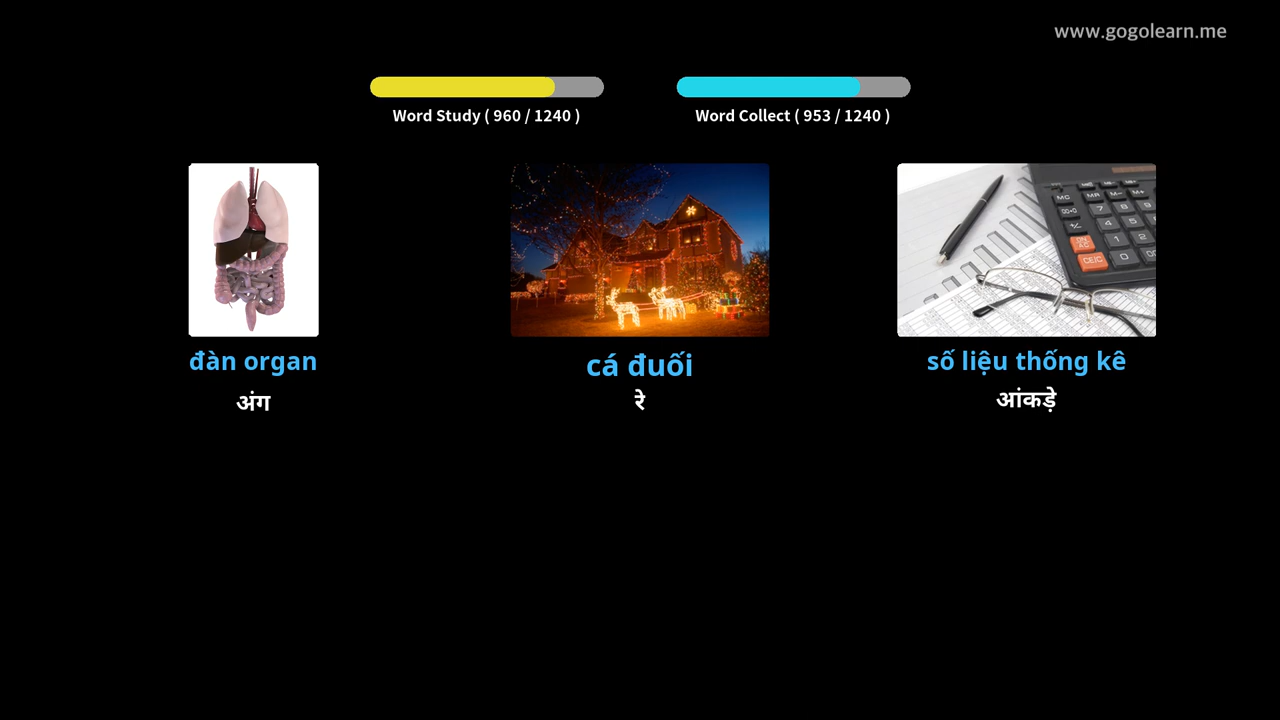 www.gogolearn.me
Word Study ( 960 / 1240 )
Word Collect ( 953 / 1240 )
đàn organ
अंग
cá đuối
रे
số liệu thống kê
आंकड़े